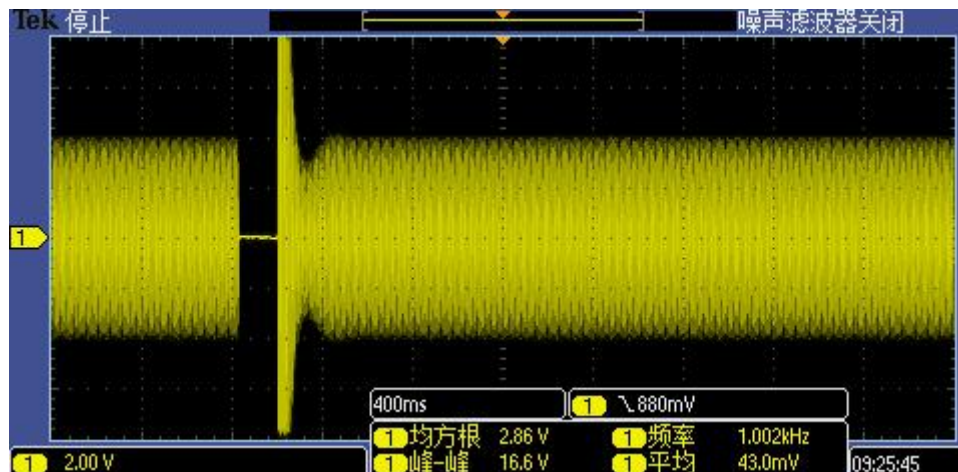 Tek 停止 噪声滤波器关闭
1
400ms 1 ﹨ 880mV
1 均方根 2.86 V 1 频率 1.002kHz
1 2.00 V 1 峰-峰 16.6 V 1 平均 43.0mV 09:25:45